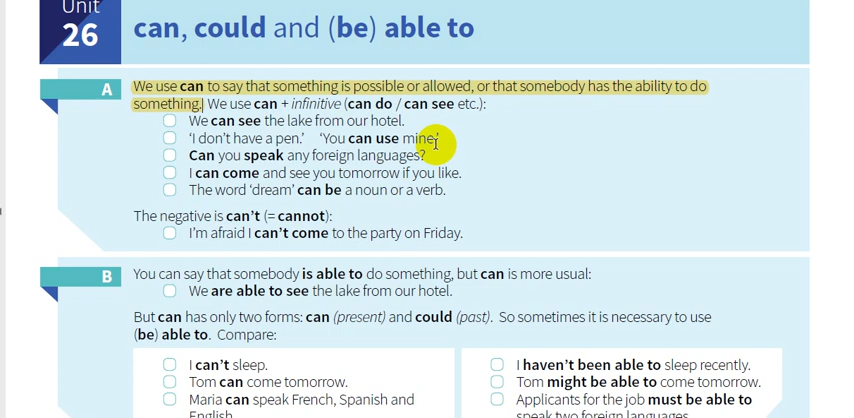 Unit
26
can, could and (be) able to
A
We use can to say that something is possible or allowed, or that somebody has the ability to do
something. We use can + infinitive (can do / can see etc.):
We can see the lake from our hotel.
‘I don’t have a pen.’ ‘You can use mine.’
Can you speak any foreign languages?
I can come and see you tomorrow if you like.
The word ‘dream’ can be a noun or a verb.
The negative is can’t (= cannot):
I’m afraid I can’t come to the party on Friday.
B
You can say that somebody is able to do something, but can is more usual:
We are able to see the lake from our hotel.
But can has only two forms: can (present) and could (past). So sometimes it is necessary to use
(be) able to. Compare:
I can’t sleep.
Tom can come tomorrow.
Maria can speak French, Spanish and
English.
I haven’t been able to sleep recently.
Tom might be able to come tomorrow.
Applicants for the job must be able to
speak two foreign languages.